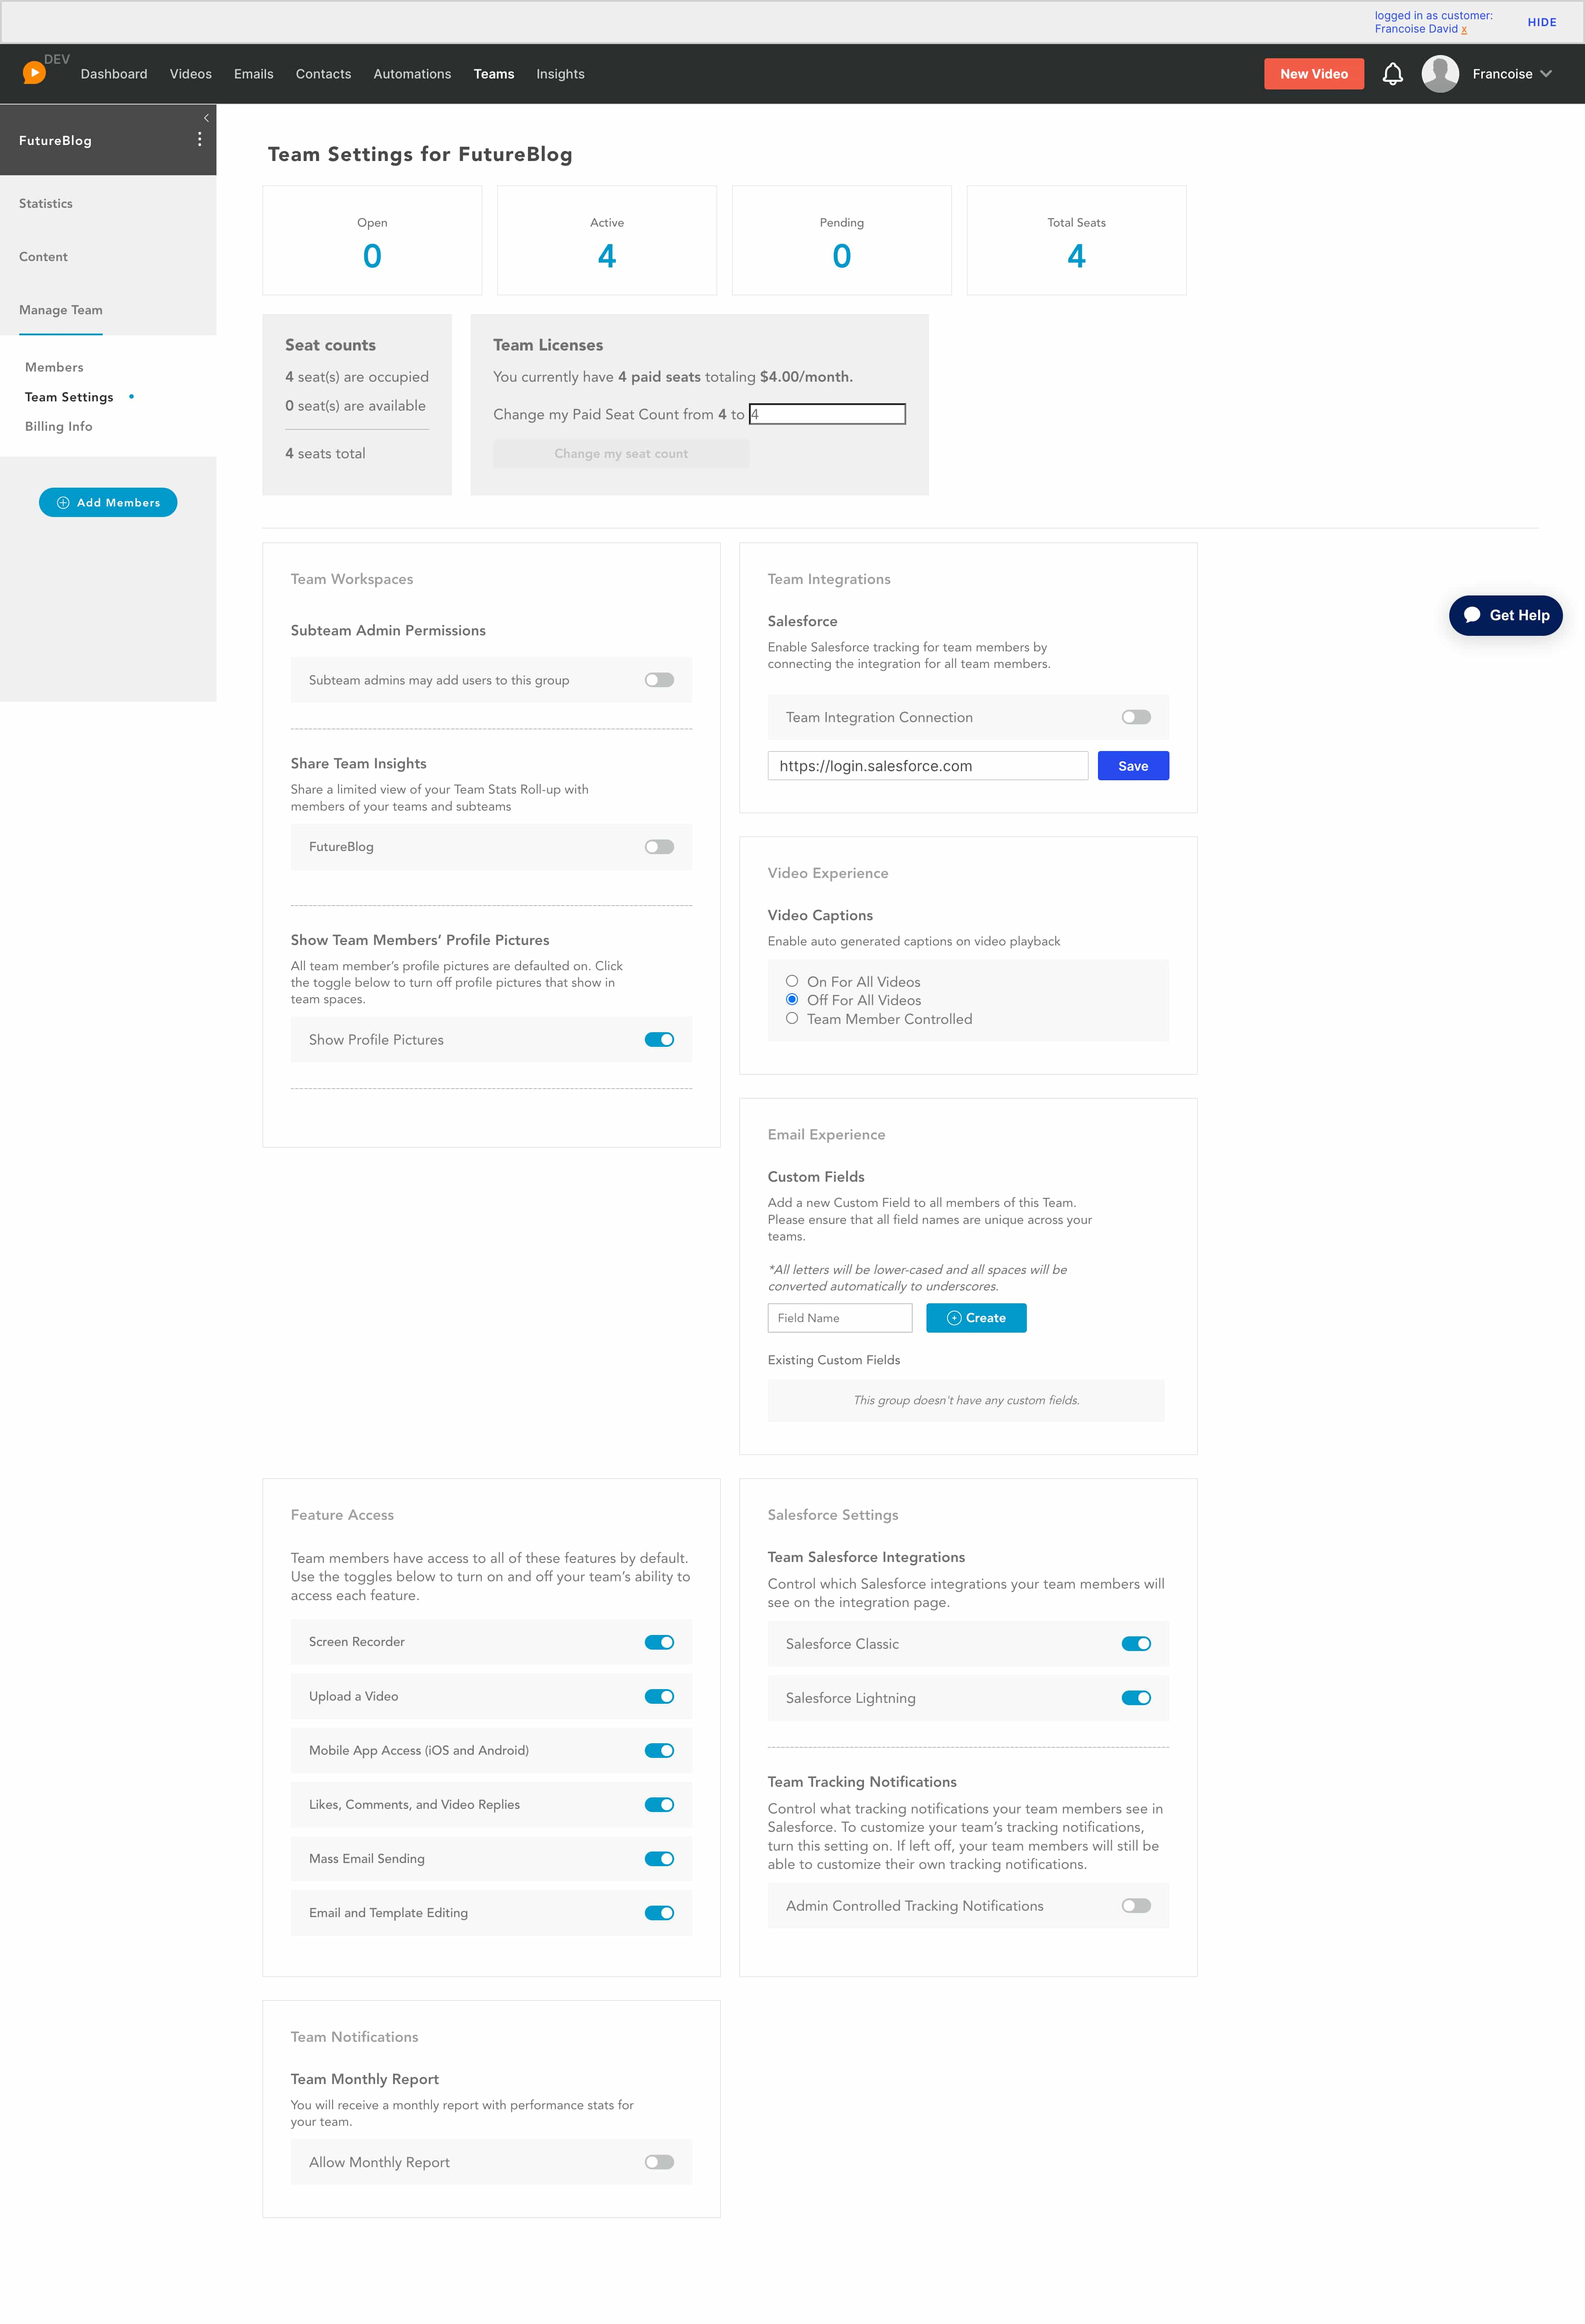 logged in as customer:
Francoise David x
HIDE
DEV
Dashboard Videos Emails Contacts Automations Teams Insights
New Video
Francoise
FutureBlog
Statistics
Content
Manage Team
Members
Team Settings
Billing Info
Add Members
Team Settings for FutureBlog
Open
0
Active
4
Pending
0
Total Seats
4
Seat counts
4 seat(s) are occupied
0 seat(s) are available
4 seats total
Team Licenses
You currently have 4 paid seats totaling $4.00/month.
Change my Paid Seat Count from 4 to 4
Change my seat count
Team Workspaces
Subteam Admin Permissions
Subteam admins may add users to this group
Share Team Insights
Share a limited view of your Team Stats Roll-up with
members of your teams and subteams
FutureBlog
Show Team Members’ Profile Pictures
All team member’s profile pictures are defaulted on. Click
the toggle below to turn off profile pictures that show in
team spaces.
Show Profile Pictures
Team Integrations
Salesforce
Enable Salesforce tracking for team members by
connecting the integration for all team members.
Team Integration Connection
https://login.salesforce.com
Save
Get Help
Video Experience
Video Captions
Enable auto generated captions on video playback
On For All Videos
Off For All Videos
Team Member Controlled
Email Experience
Custom Fields
Add a new Custom Field to all members of this Team.
Please ensure that all field names are unique across your
teams.
*All letters will be lower-cased and all spaces will be
converted automatically to underscores.
Field Name
Create
Existing Custom Fields
This group doesn't have any custom fields.
Feature Access
Team members have access to all of these features by default.
Use the toggles below to turn on and off your team’s ability to
access each feature.
Screen Recorder
Upload a Video
Mobile App Access (iOS and Android)
Likes, Comments, and Video Replies
Mass Email Sending
Email and Template Editing
Salesforce Settings
Team Salesforce Integrations
Control which Salesforce integrations your team members will
see on the integration page.
Salesforce Classic
Salesforce Lightning
Team Tracking Notifications
Control what tracking notifications your team members see in
Salesforce. To customize your team’s tracking notifications,
turn this setting on. If left off, your team members will still be
able to customize their own tracking notifications.
Admin Controlled Tracking Notifications
Team Notifications
Team Monthly Report
You will receive a monthly report with performance stats for
your team.
Allow Monthly Report